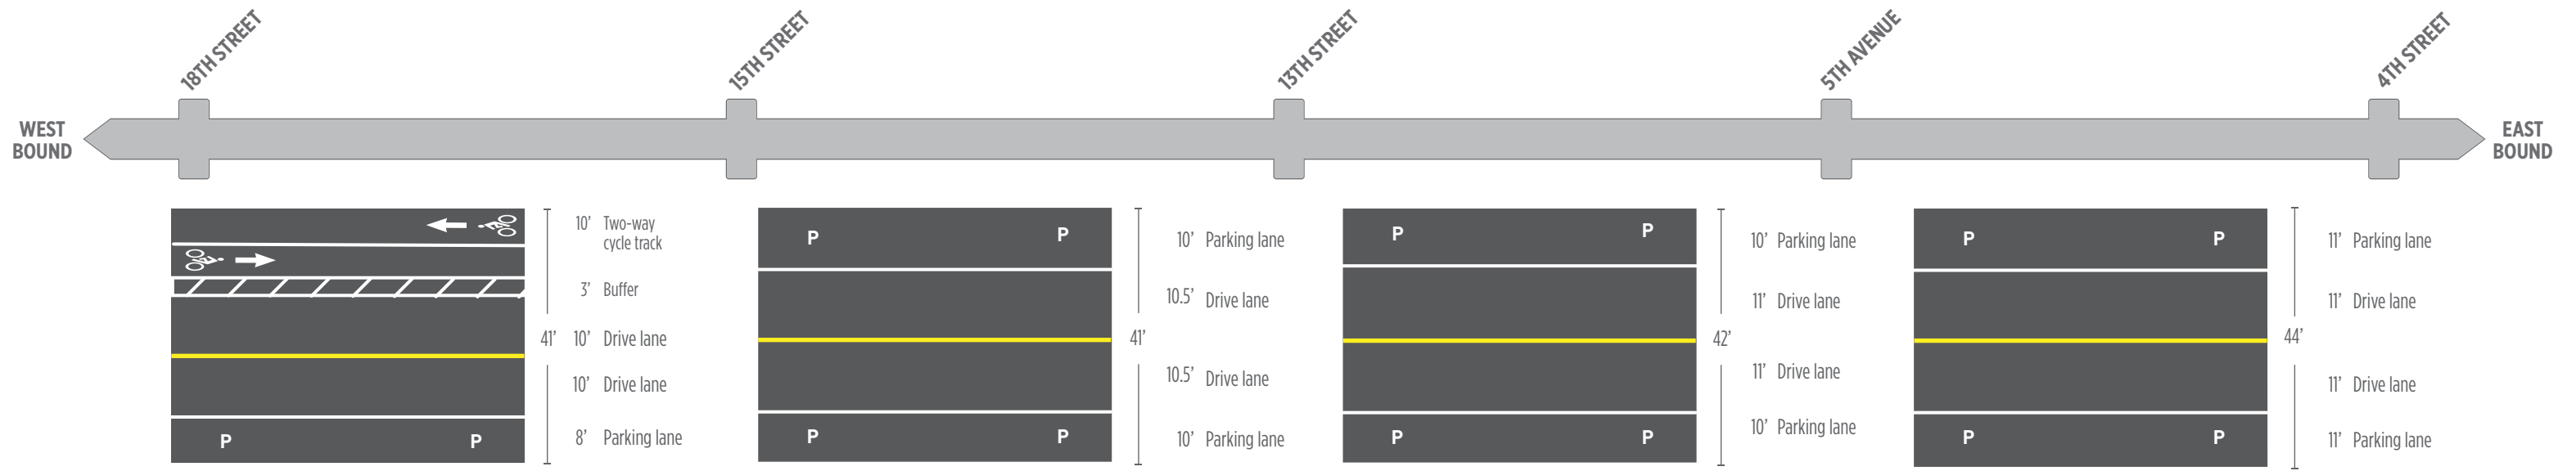 18TH STREET
15TH STREET
13TH STREET
5TH AVENUE
4TH STREET
WEST
BOUND
EAST
BOUND
10’ Two-way
cycle track
3’ Buffer
41’ 10’ Drive lane
10’ Drive lane
8’ Parking lane
P P
P P
10’ Parking lane
10.5’ Drive lane
41’
10.5’ Drive lane
P P
10’ Parking lane
P P
10’ Parking lane
11’ Drive lane
42’
11’ Drive lane
10’ Parking lane
P P
P P
11’ Parking lane
11’ Drive lane
44’
11’ Drive lane
P P
11’ Parking lane